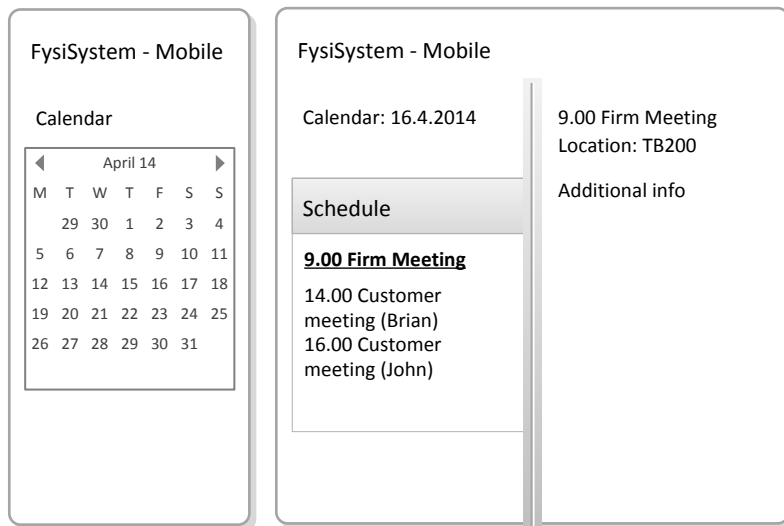 FysiSystem - Mobile
Calendar
April 14
M T W T F S S
29 30 1 2 3 4
5 6 7 8 9 10 11
12 13 14 15 16 17 18
19 20 21 22 23 24 25
26 27 28 29 30 31
FysiSystem - Mobile
Calendar: 16.4.2014
Schedule
9.00 Firm Meeting
14.00 Customer
meeting (Brian)
16.00 Customer
meeting (John)
9.00 Firm Meeting
Location: TB200
Additional info